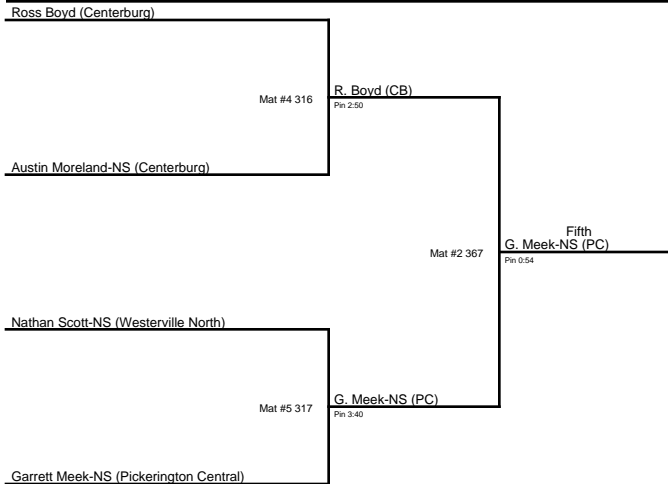 Ross Boyd (Centerburg)
Mat #4 316
R. Boyd (CB)
Pin 2:50
Austin Moreland-NS (Centerburg)
Fifth
Mat #2 367
G. Meek-NS (PC)
Pin 0:54
Nathan Scott-NS (Westerville North)
Mat #5 317
G. Meek-NS (PC)
Pin 3:40
Garrett Meek-NS (Pickerington Central)